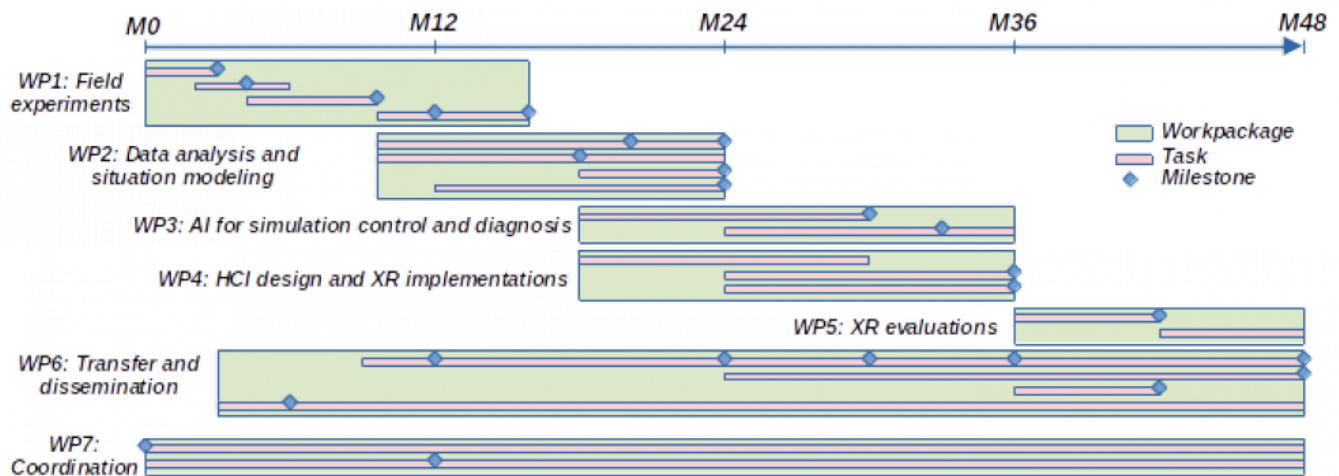 M0 M12 M24 M36 M48
WP1: Field
experiments
WP2: Data analysis and
situation modeling
Workpackage
Task
Milestone
WP3: AI for simulation control and diagnosis
WP4: HCI design and XR implementations
WP5: XR evaluations
WP6: Transfer and
dissemination
WP7:
Coordination